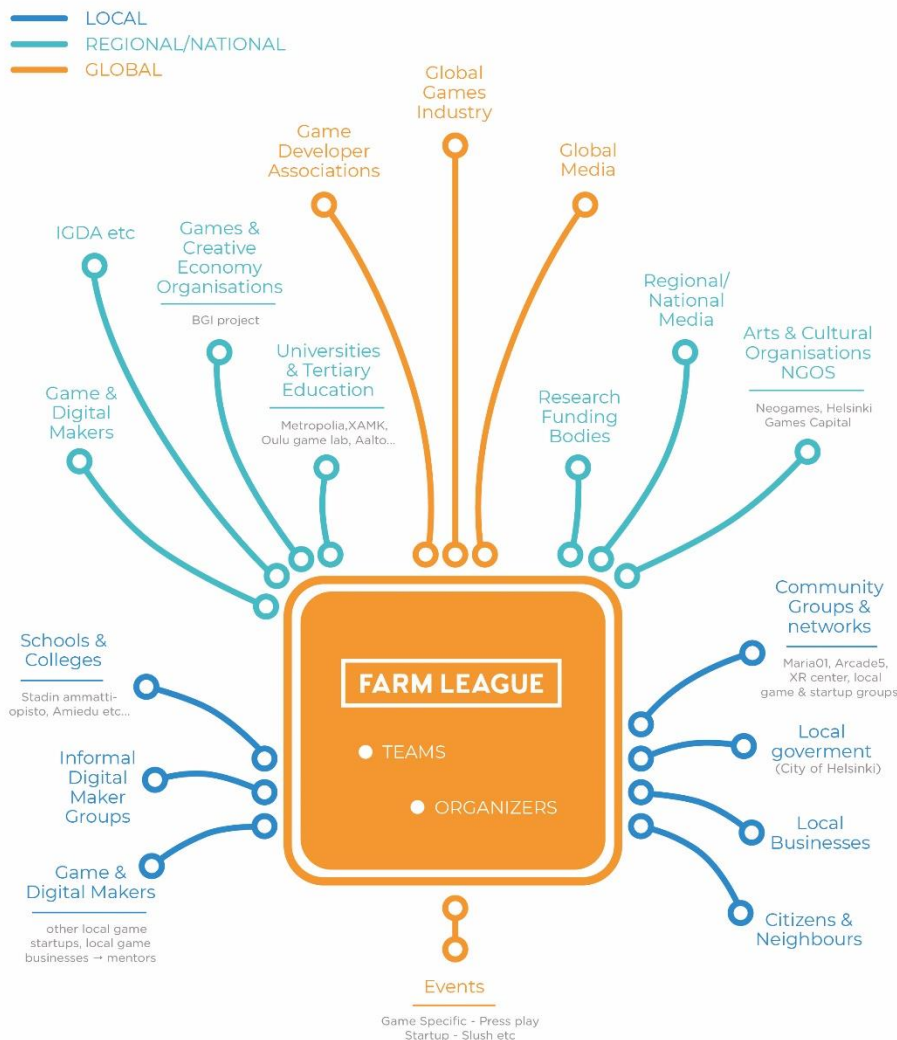 LOCAL
REGIONAL/NATIONAL
GLOBAL
Global
Games
Industry
Game
Developer
Associations
Global
Media
IGDA etc
Games &
Creative
Economy
Organisations
BGI project
Regional/
National
Media
Universities
& Tertiary
Education
Metropolia,XAMK,
Oulu game lab, Aalto...
Arts & Cultural
Organisations
NGOS
Neogames, Helsinki
Games Capital
Game &
Digital
Makers
Research
Funding
Bodies
Community
Groups &
networks
Maria01, Arcade5,
XR center, local
game & startup groups
Schools &
Colleges
Stadin ammatti-
opisto, Amiedu etc...
FARM LEAGUE
TEAMS
ORGANIZERS
Informal
Digital
Maker
Groups
Local
goverment
(City of Helsinki)
Local
Businesses
Game &
Digital Makers
other local game
startups, local game
businesses → mentors
Citizens &
Neighbours
Events
Game Specific - Press play
Startup - Slush etc